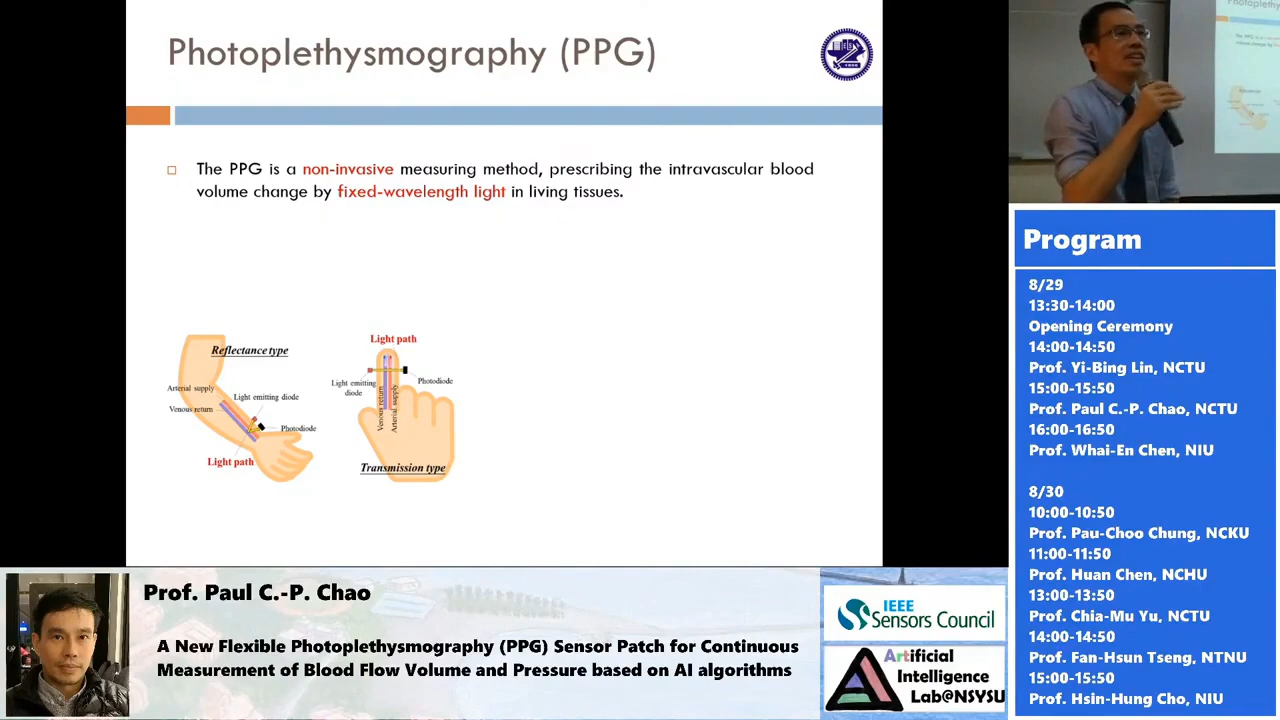 Photoplethysmography (PPG)
The PPG is a non-invasive measuring method, prescribing the intravascular blood
volume change by fixed-wavelength light in living tissues.
Reflectance type
Arterial supply
Venous return
Light emitting diode
Photodiode
Light path
Light path
Light emitting
diode
Photodiode
Venous return
Arterial supply
Transmission type
Program
8/29
13:30-14:00
Opening Ceremony
14:00-14:50
Prof. Yi-Bing Lin, NCTU
15:00-15:50
Prof. Paul C.-P. Chao, NCTU
16:00-16:50
Prof. Whai-En Chen, NIU
8/30
10:00-10:50
Prof. Pau-Choo Chung, NCKU
11:00-11:50
Prof. Huan Chen, NCHU
13:00-13:50
Prof. Chia-Mu Yu, NCTU
14:00-14:50
Prof. Fan-Hsun Tseng, NTNU
15:00-15:50
Prof. Hsin-Hung Cho, NIU
Prof. Paul C.-P. Chao
A New Flexible Photoplethysmography (PPG) Sensor Patch for Continuous
Measurement of Blood Flow Volume and Pressure based on AI algorithms
IEEE
Sensors Council
Artificial
Intelligence
Lab@NSYSU